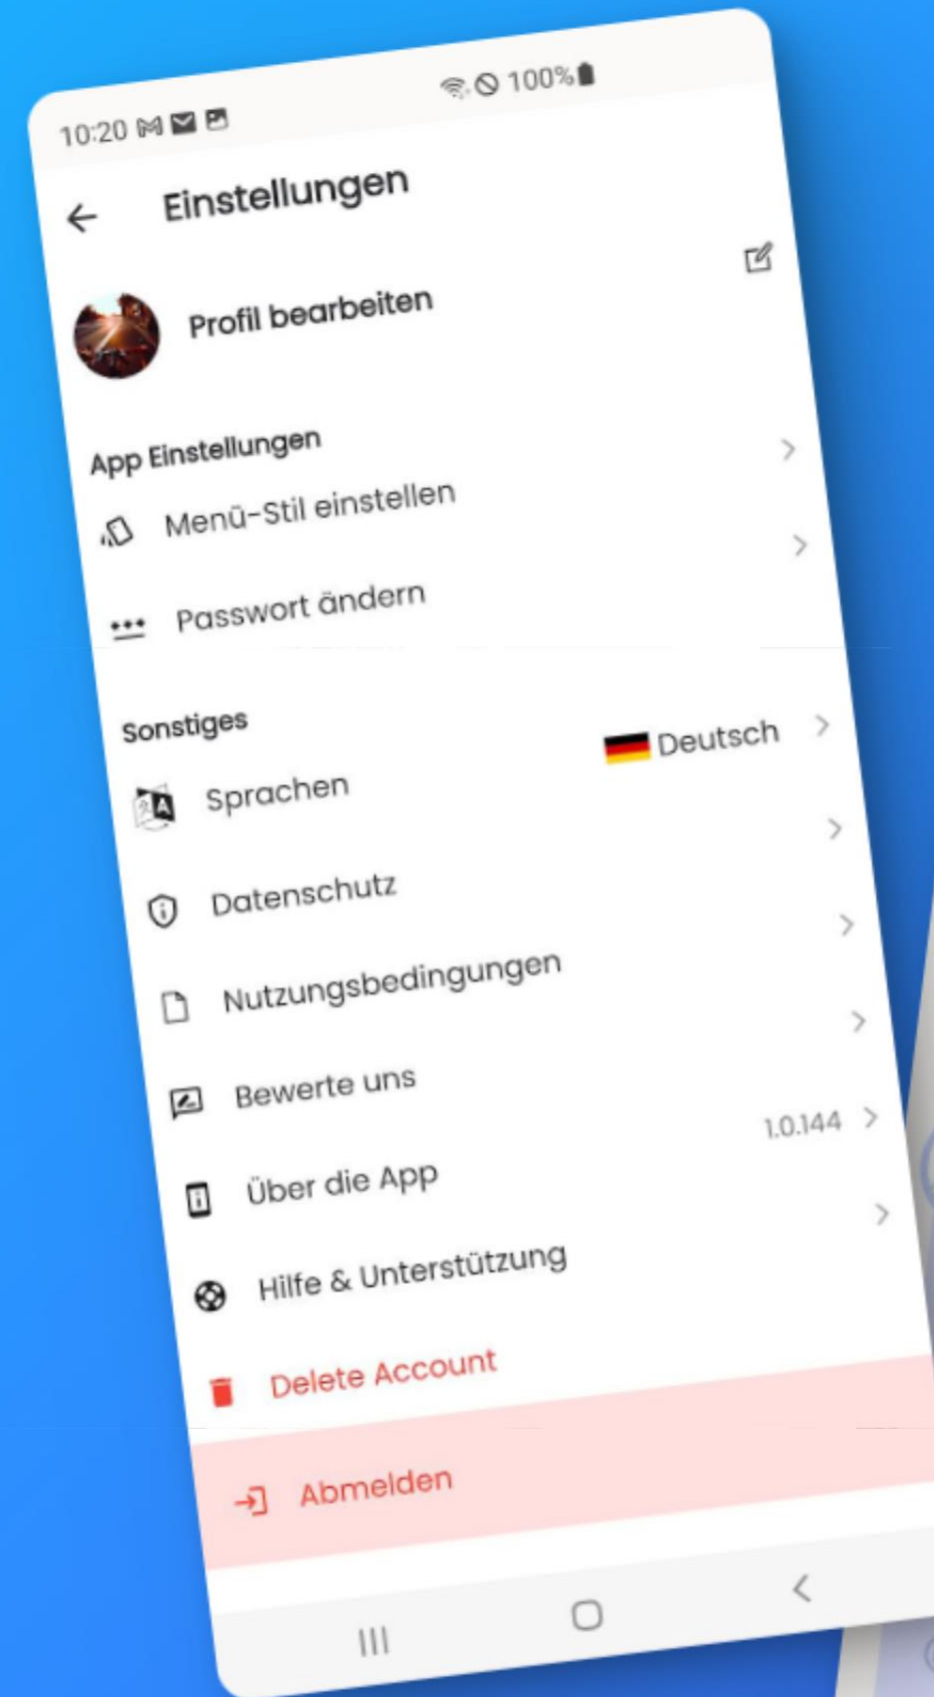 10:20 100%
Einstellungen
Profil bearbeiten
App Einstellungen
Menü-Stil einstellen
Passwort ändern
Sonstiges
Sprachen Deutsch
Datenschutz
Nutzungsbedingungen
Bewerte uns
Über die App 1.0.144
Hilfe & Unterstützung
Delete Account
Abmelden